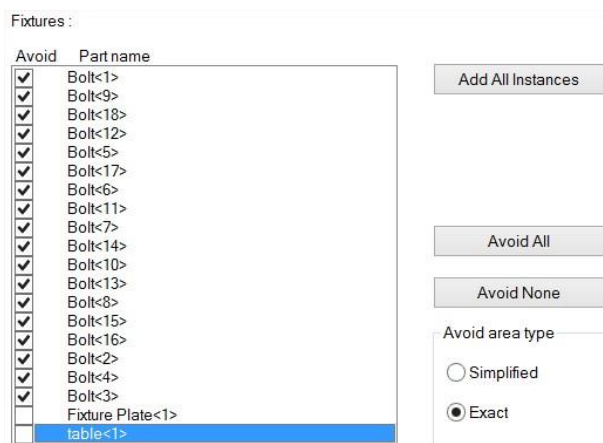 Fixtures :
Avoid Part name
Bolt<1>
Bolt<9>
Bolt<18>
Bolt<12>
Bolt<5>
Bolt<17>
Bolt<6>
Bolt<11>
Bolt<7>
Bolt<14>
Bolt<10>
Bolt<13>
Bolt<8>
Bolt<15>
Bolt<16>
Bolt<2>
Bolt<4>
Bolt<3>
Fixture Plate<1>
table<1>
Add All Instances
Avoid All
Avoid None
Avoid area type
Simplified
Exact